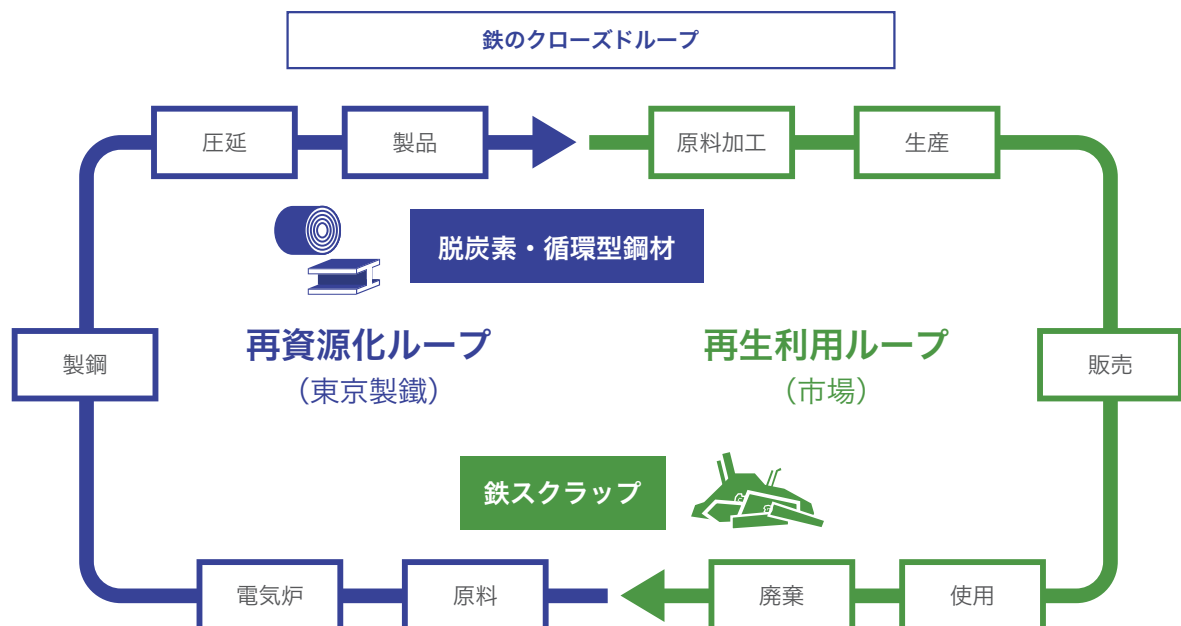 鉄のクローズドループ
圧延
製品
原料加工
生産
脱炭素・循環型鋼材
再資源化ループ
（東京製鐵）
再生利用ループ
（市場）
製鋼
販売
鉄スクラップ
電気炉
原料
廃棄
使用